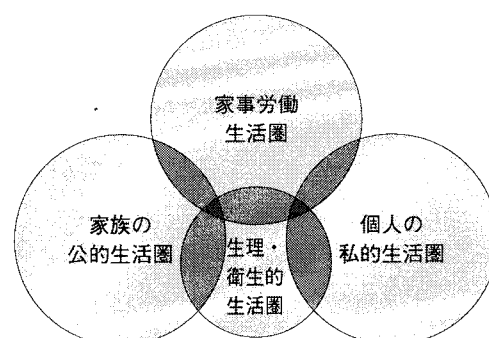 家事労働
生活圏
家族の
公的生活圏
生理・
衛生的
生活圏
個人の
私的生活圏